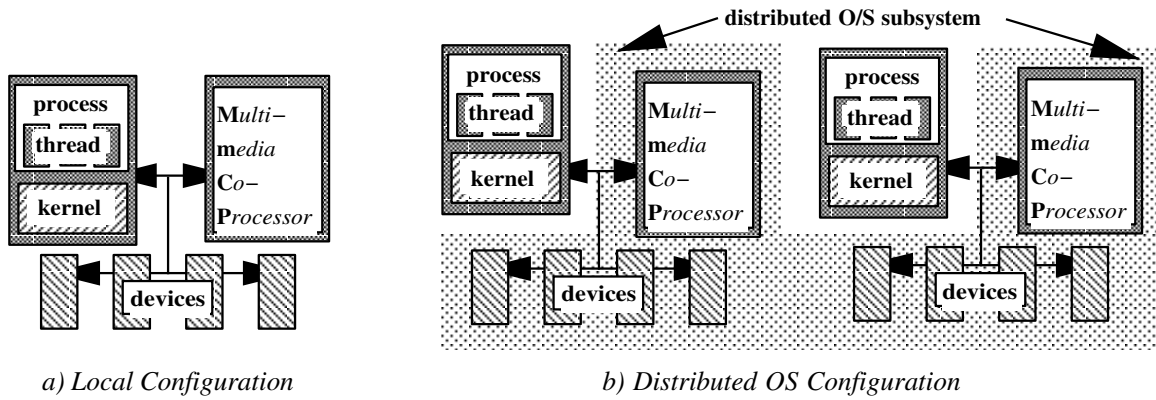 distributed O/S subsystem
process
thread
kernel
Multi−
media
Co−
Processor
devices
process
thread
kernel
Multi−
media
Co−
Processor
devices
process
thread
kernel
Multi−
media
Co−
Processor
devices
a) Local Configuration
b) Distributed OS Configuration